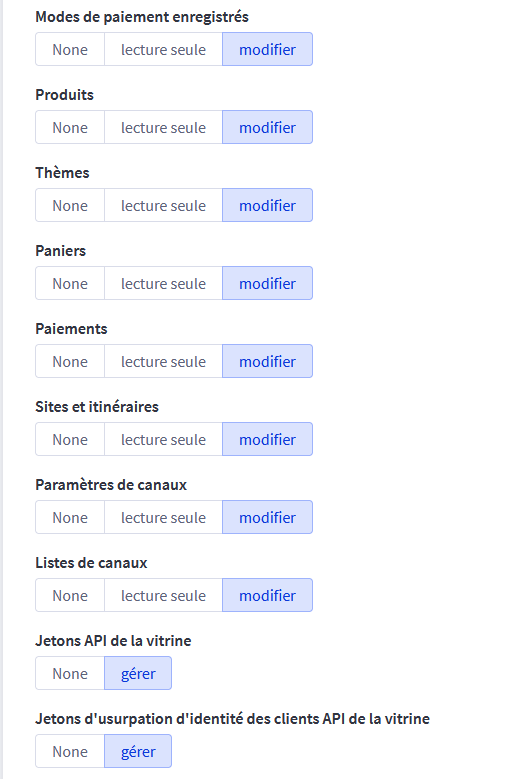 Modes de paiement enregistrés
None lecture seule modifier
Produits
None lecture seule modifier
Thèmes
None lecture seule modifier
Paniers
None lecture seule modifier
Paiements
None lecture seule modifier
Sites et itinéraires
None lecture seule modifier
Paramètres de canaux
None lecture seule modifier
Listes de canaux
None lecture seule modifier
Jetons API de la vitrine
None gérer
Jetons d'usurpation d'identité des clients API de la vitrine
None gérer